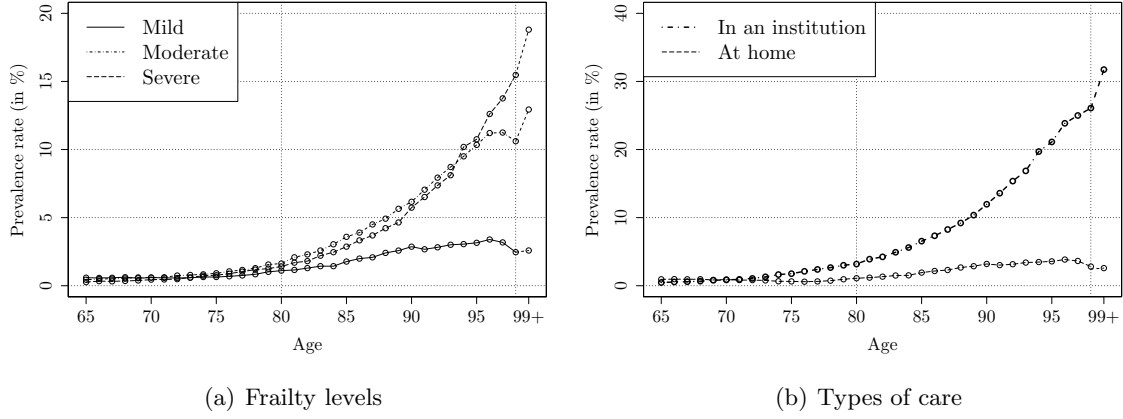 Prevalence rate (in %)
20
15
10
5
0
Mild
Moderate
Severe
65 70 75 80 85 90 95 99+
Age
(a) Frailty levels
Prevalence rate (in %)
40
30
20
10
0
In an institution
At home
65 70 75 80 85 90 95 99+
Age
(b) Types of care